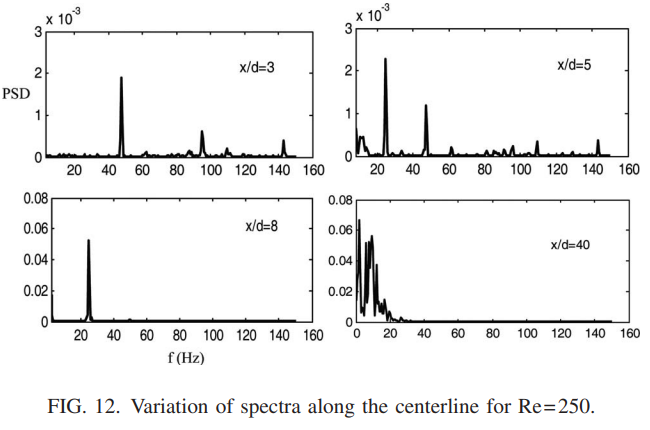 x 10⁻³
3
2
1
0
PSD
x/d=3
20 40 60 80 100 120 140 160
x 10⁻³
3
2
1
0
x/d=5
20 40 60 80 100 120 140 160
0.08
0.06
0.04
0.02
0
x/d=8
20 40 60 80 100 120 140 160
f (Hz)
0.08
0.06
0.04
0.02
0
x/d=40
0 20 40 60 80 100 120 140 160
FIG. 12. Variation of spectra along the centerline for Re=250.